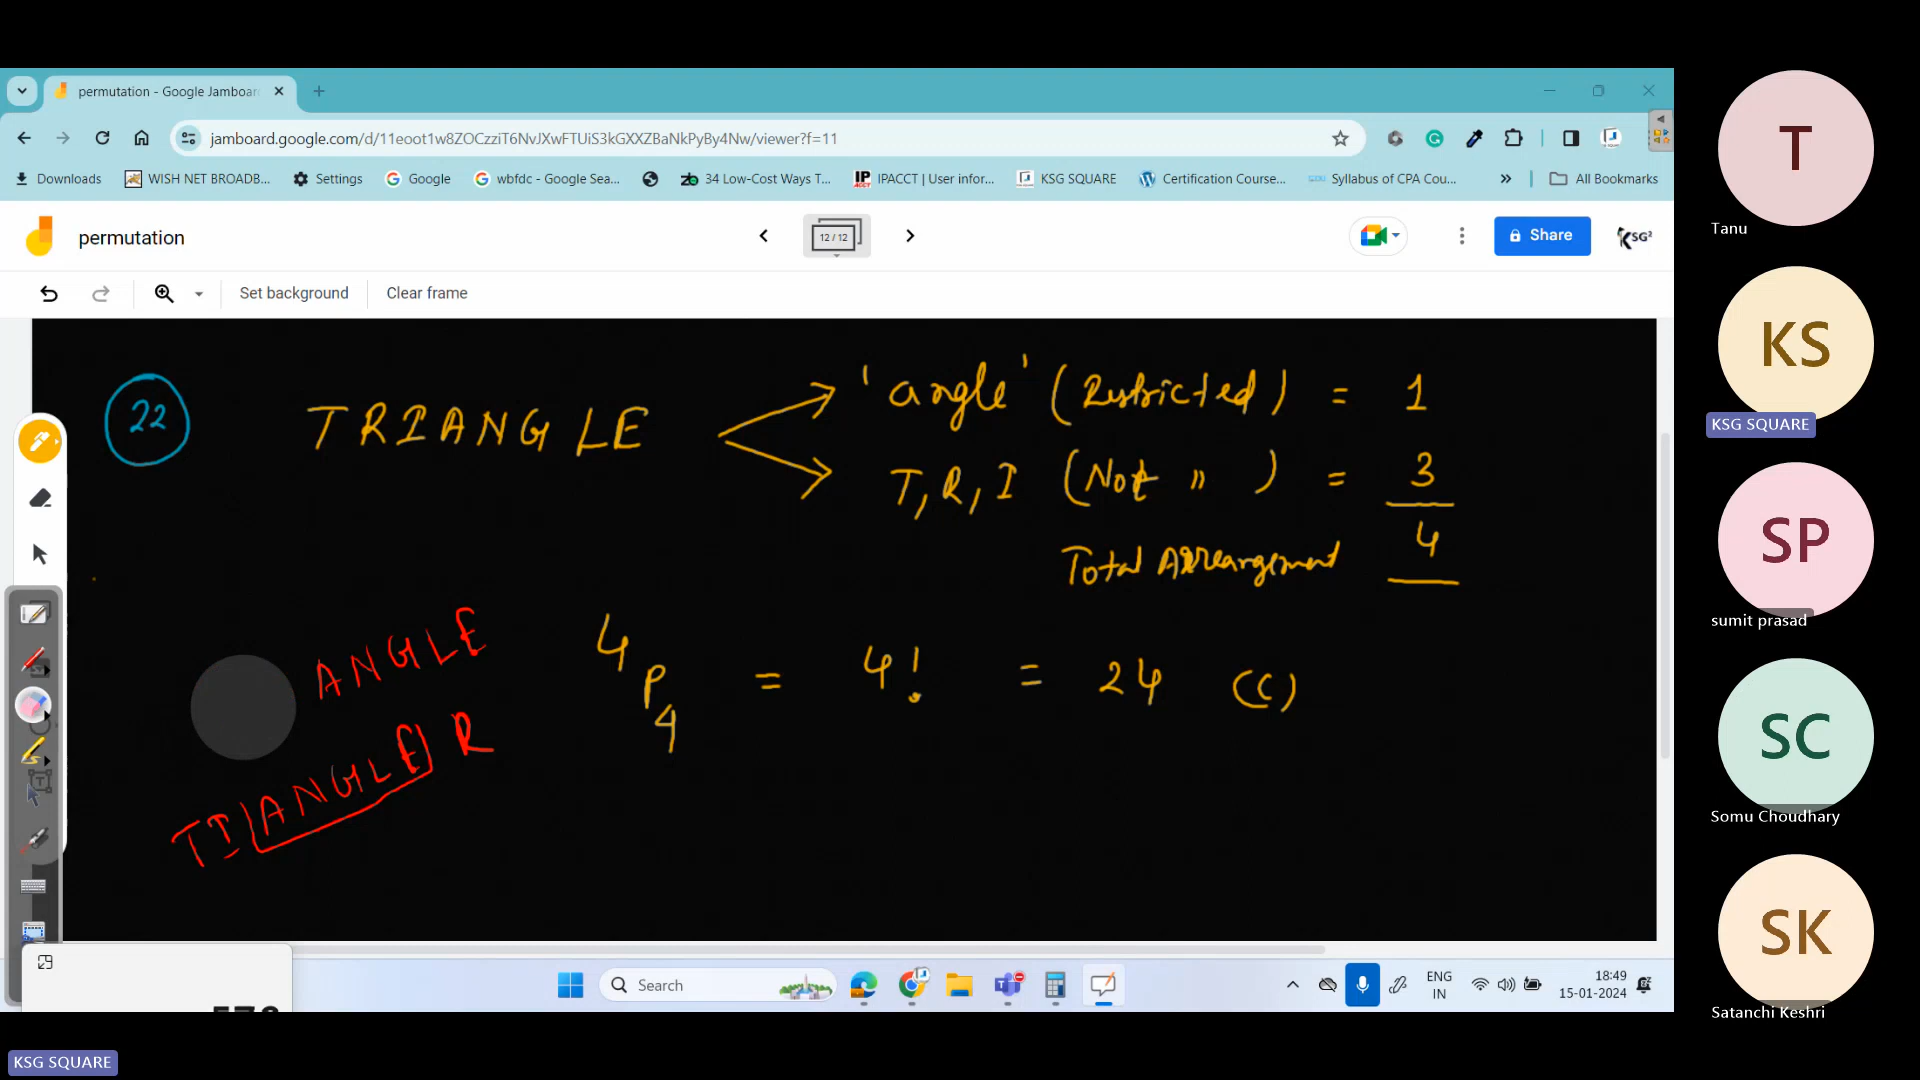 permutation - Google Jamboar
jamboard.google.com/d/11eoot1w8ZOCzziT6NvJXwFTUiS3kGXXZBaNkPyBy4Nw/viewer?f=11
Downloads WISH NET BROADB... Settings Google wbfdc - Google Sea... 34 Low-Cost Ways T... IPACCT | User infor... KSG SQUARE Certification Course... Syllabus of CPA Cou... » All Bookmarks
permutation
12 / 12
Share
KSG²
Set background
Clear frame
22
TRIANGLE
'angle' (Restricted) = 1
T, R, I (Not " ) = 3
Total Arrangement 4
ANGLE
4P4 = 4! = 24 (C)
TI(ANGLE) R
Search
ENG
IN
18:49
15-01-2024
T
Tanu
KS
KSG SQUARE
SP
sumit prasad
SC
Somu Choudhary
SK
Satanchi Keshri
KSG SQUARE